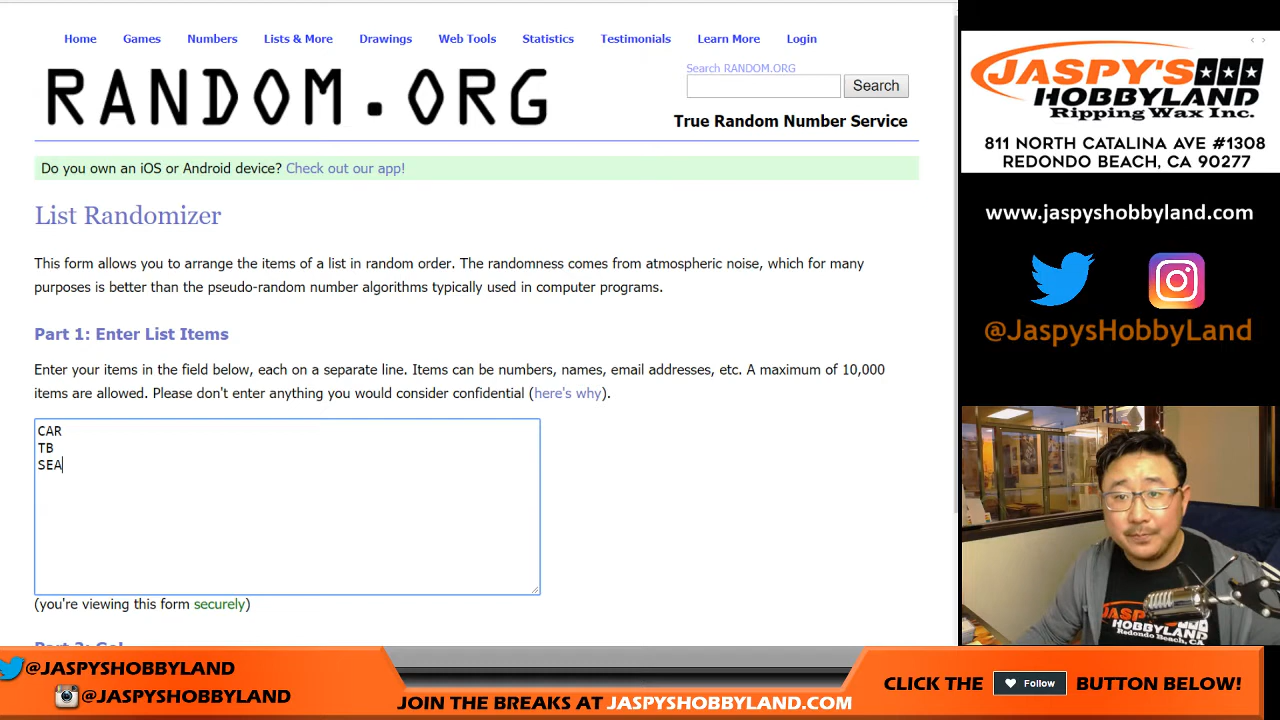 Home Games Numbers Lists & More Drawings Web Tools Statistics Testimonials Learn More Login
RANDOM.ORG
Search RANDOM.ORG
Search
True Random Number Service
Do you own an iOS or Android device? Check out our app!
List Randomizer
This form allows you to arrange the items of a list in random order. The randomness comes from atmospheric noise, which for many
purposes is better than the pseudo-random number algorithms typically used in computer programs.
Part 1: Enter List Items
Enter your items in the field below, each on a separate line. Items can be numbers, names, email addresses, etc. A maximum of 10,000
items are allowed. Please don't enter anything you would consider confidential (here's why).
CAR
TB
SEA
(you're viewing this form securely)
JASPY'S
HOBBYLAND
Ripping Wax Inc.
811 NORTH CATALINA AVE #1308
REDONDO BEACH, CA 90277
www.jaspyshobbyland.com
@JaspysHobbyLand
JASPY'S
HOBBYLAND
Redondo Beach, CA
@JASPYSHOBBYLAND
@JASPYSHOBBYLAND
JOIN THE BREAKS AT JASPYSHOBBYLAND.COM
CLICK THE Follow BUTTON BELOW!